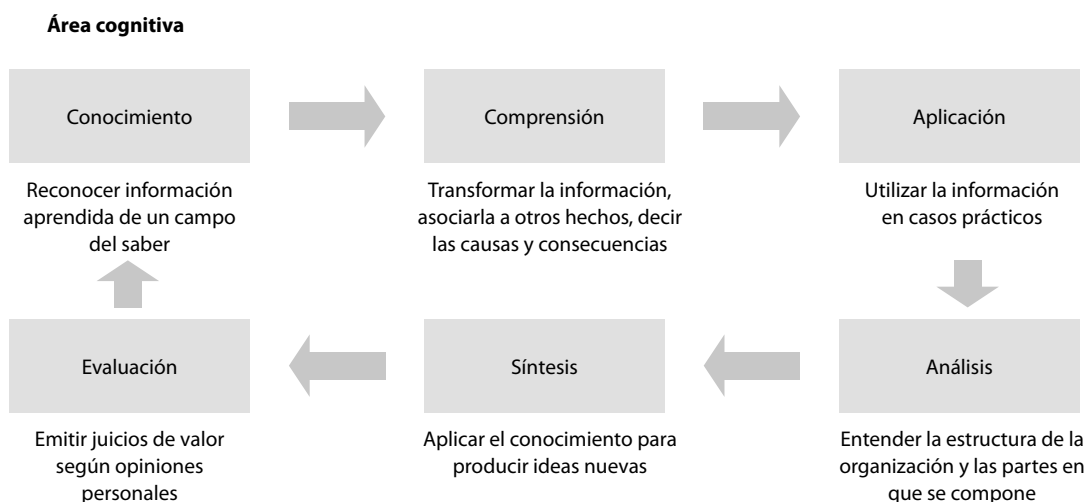 Área cognitiva
Conocimiento
Reconocer información
aprendida de un campo
del saber
Comprensión
Transformar la información,
asociarla a otros hechos, decir
las causas y consecuencias
Aplicación
Utilizar la información
en casos prácticos
Análisis
Entender la estructura de la
organización y las partes en
que se compone
Síntesis
Aplicar el conocimiento para
producir ideas nuevas
Evaluación
Emitir juicios de valor
según opiniones
personales